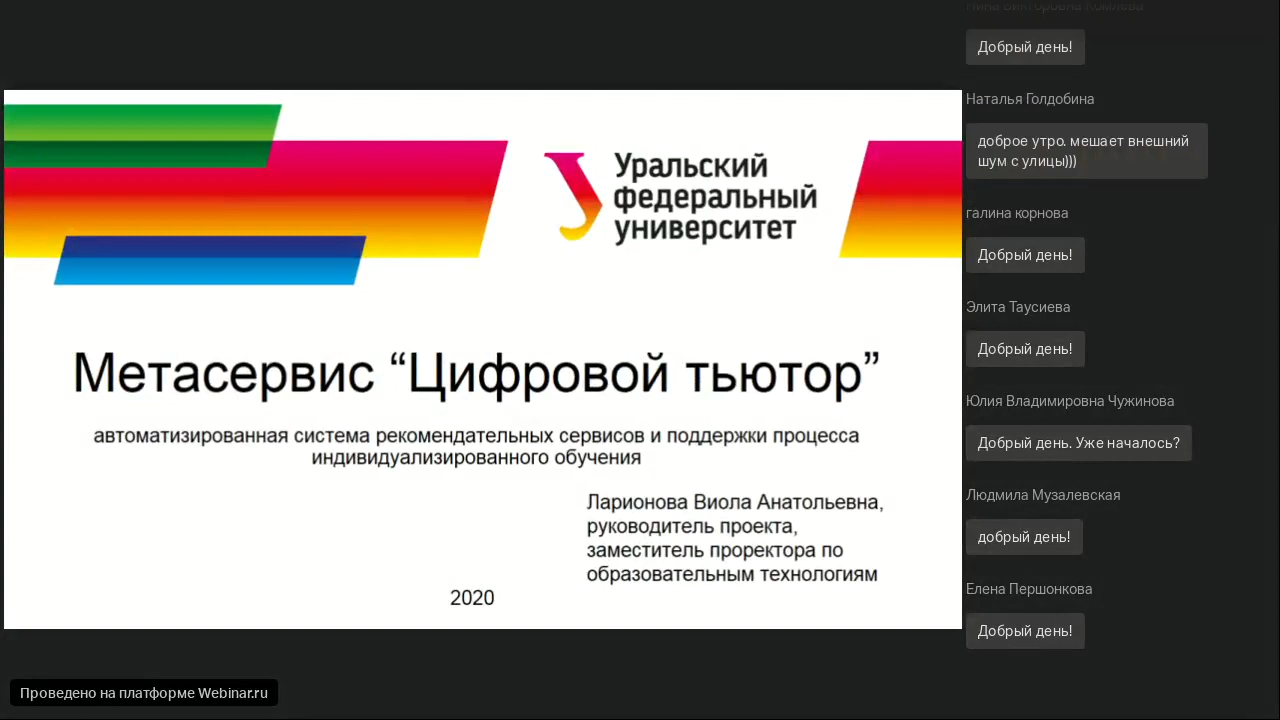 Уральский
федеральный
университет
Метасервис “Цифровой тьютор”
автоматизированная система рекомендательных сервисов и поддержки процесса
индивидуализированного обучения
Ларионова Виола Анатольевна,
руководитель проекта,
заместитель проректора по
образовательным технологиям
2020
Проведено на платформе Webinar.ru
Добрый день!
Наталья Голдобина
доброе утро. мешает внешний
шум с улицы)))
галина корнова
Добрый день!
Элита Таусиева
Добрый день!
Юлия Владимировна Чужинова
Добрый день. Уже началось?
Людмила Музалевская
добрый день!
Елена Першонкова
Добрый день!